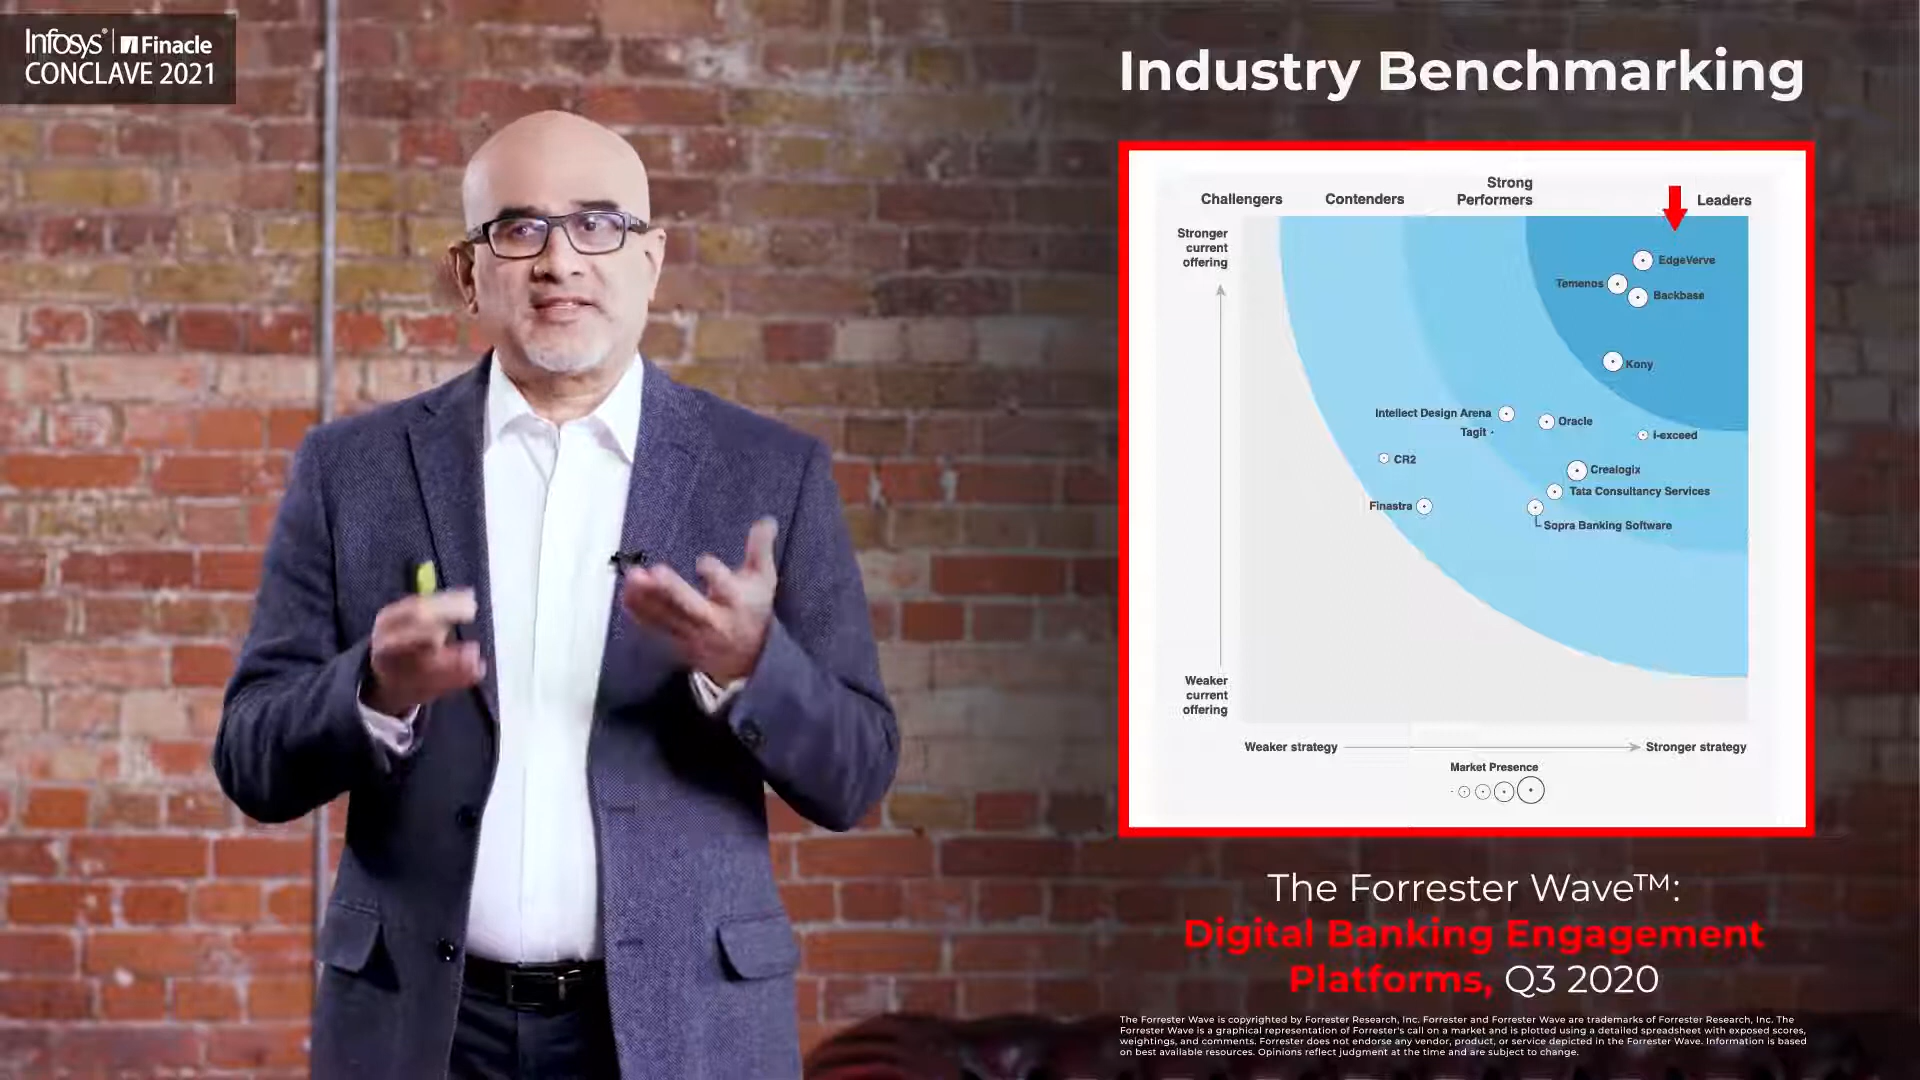 Infosys® | Finacle
CONCLAVE 2021
Industry Benchmarking
Challengers
Contenders
Strong
Performers
Leaders
Stronger
current
offering
EdgeVerve
Temenos
Backbase
Kony
Intellect Design Arena
Oracle
Tagit
i-exceed
CR2
Crealogix
Tata Consultancy Services
Finastra
Sopra Banking Software
Weaker
current
offering
Weaker strategy
Stronger strategy
Market Presence
The Forrester Wave™:
Digital Banking Engagement
Platforms, Q3 2020
The Forrester Wave is copyrighted by Forrester Research, Inc. Forrester and Forrester Wave are trademarks of Forrester Research, Inc. The
Forrester Wave is a graphical representation of Forrester's call on a market and is plotted using a detailed spreadsheet with exposed scores,
weightings, and comments. Forrester does not endorse any vendor, product, or service depicted in the Forrester Wave. Information is based
on best available resources. Opinions reflect judgment at the time and are subject to change.